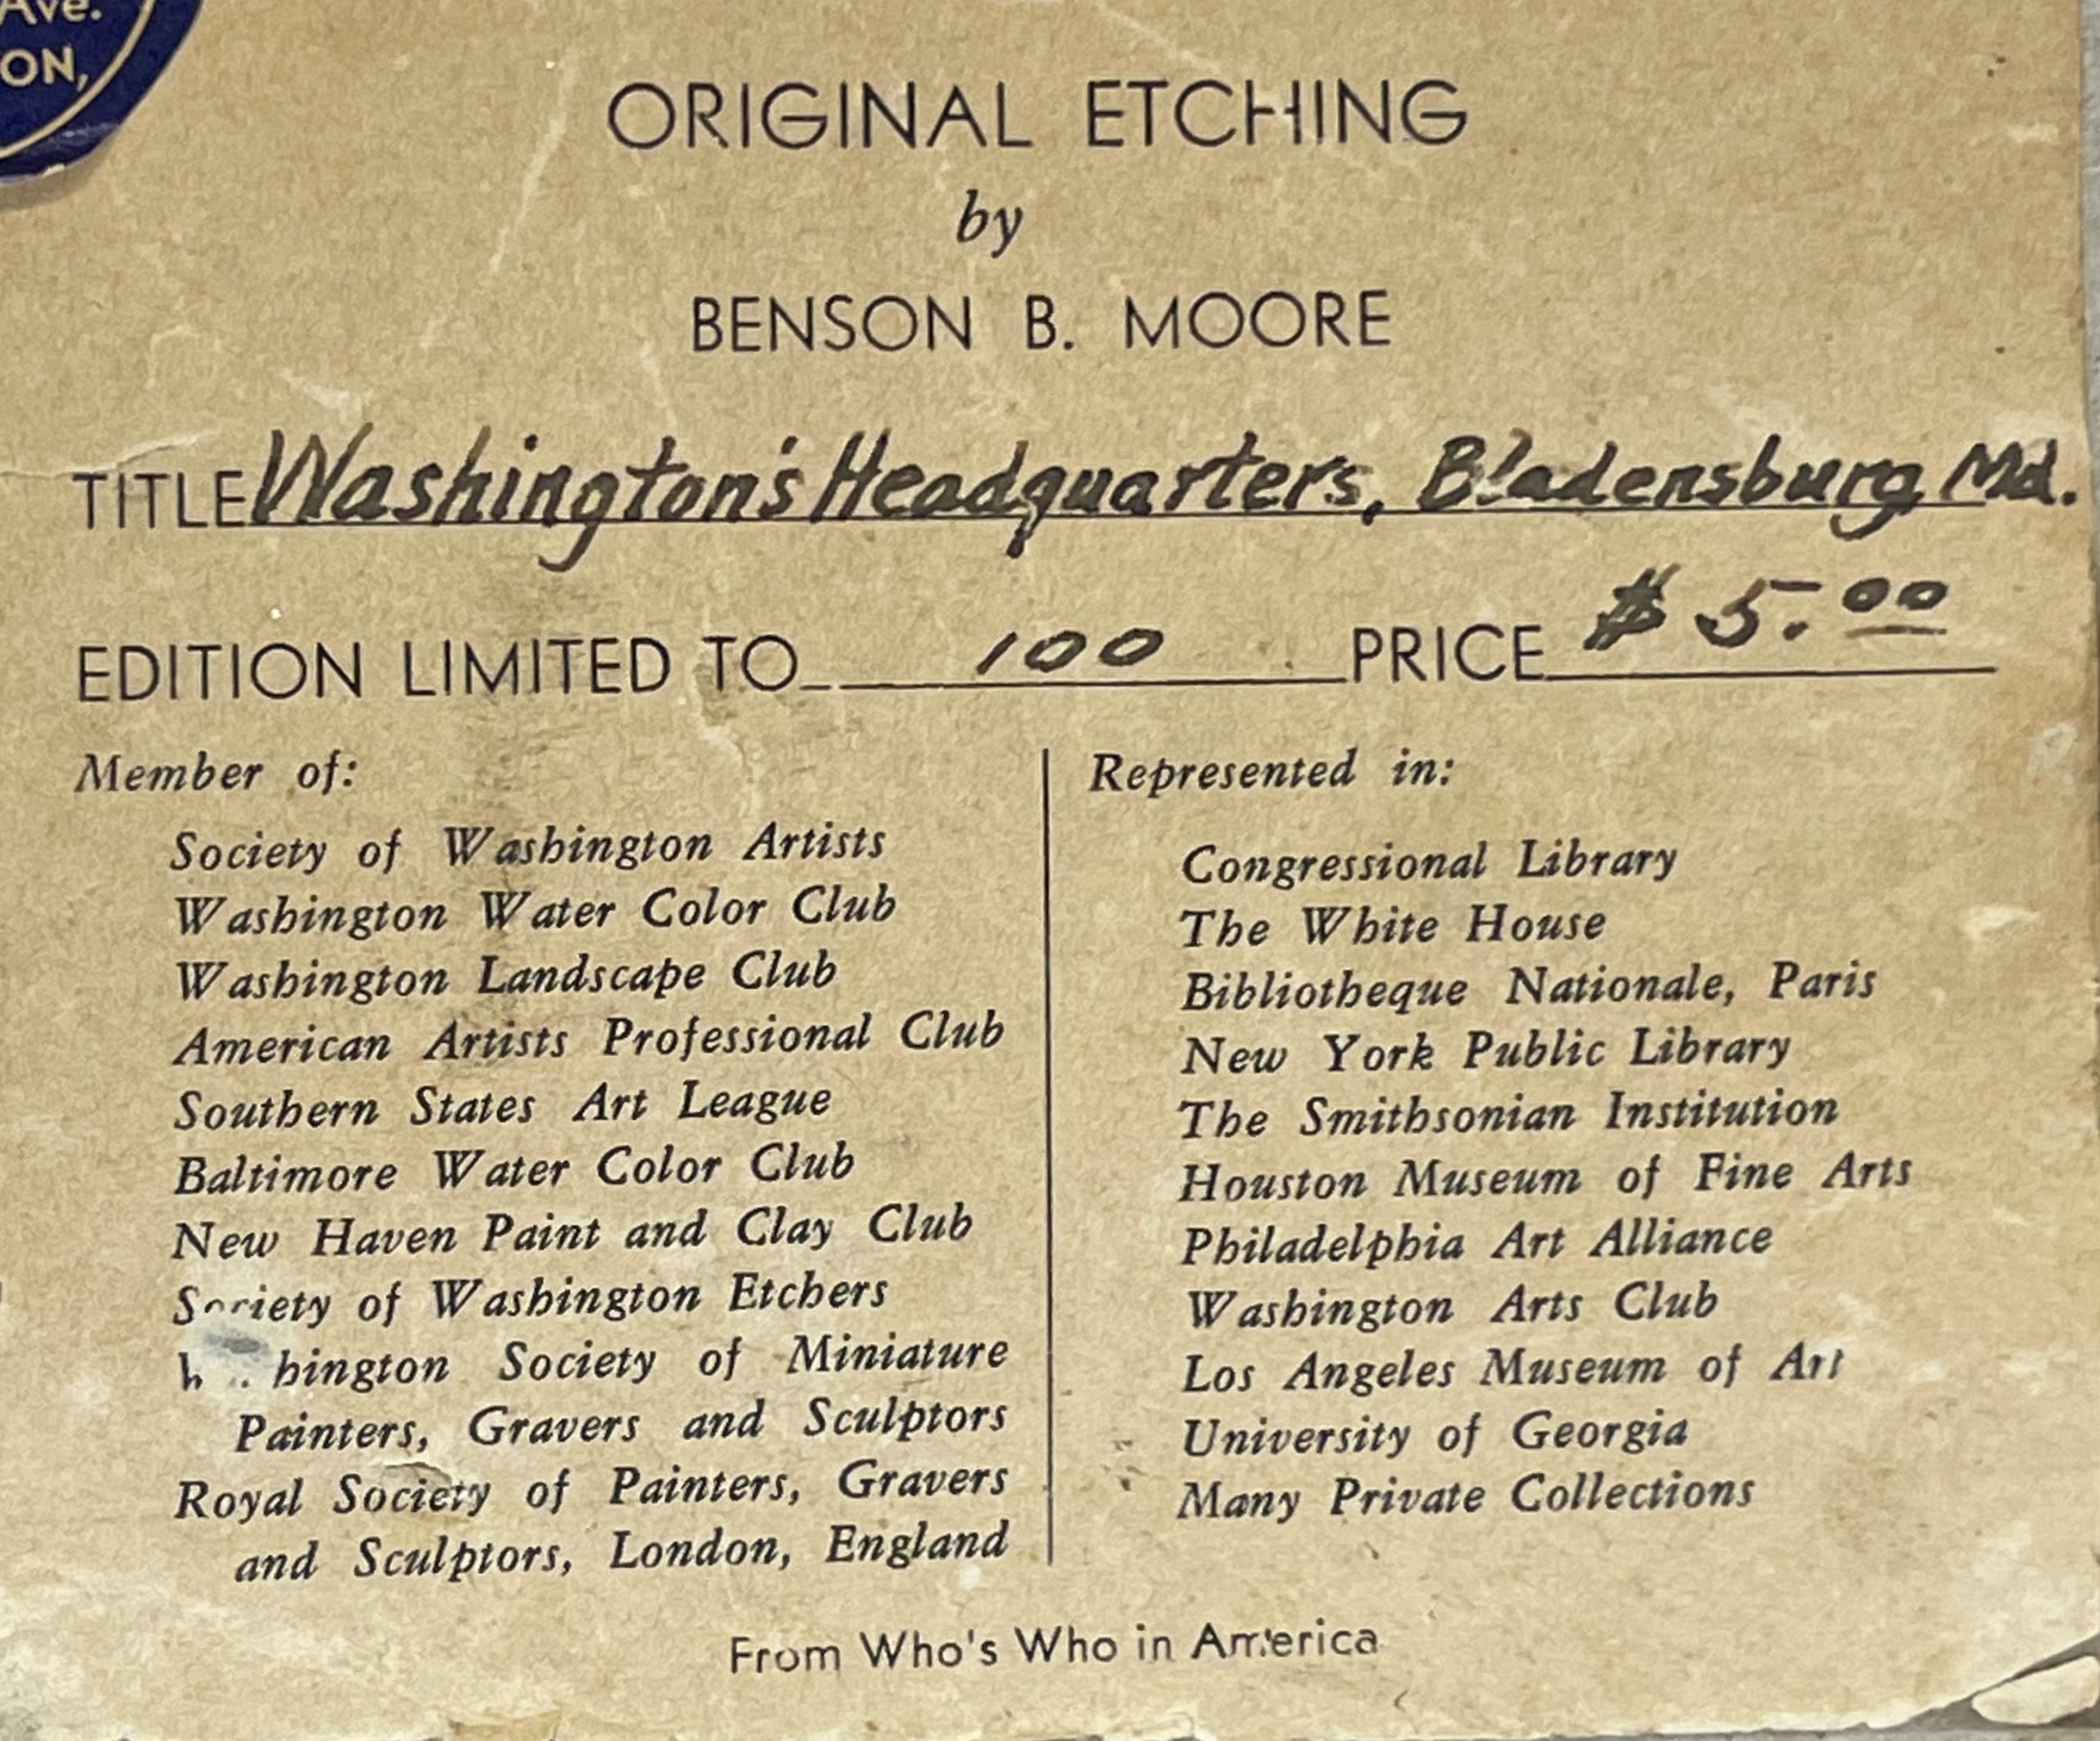 Ave.
ON,
ORIGINAL ETCHING
by
BENSON B. MOORE
TITLE Washington's Headquarters, Bladensburg Md.
EDITION LIMITED TO 100 PRICE $5.00
Member of:
Society of Washington Artists
Washington Water Color Club
Washington Landscape Club
American Artists Professional Club
Southern States Art League
Baltimore Water Color Club
New Haven Paint and Clay Club
Society of Washington Etchers
Washington Society of Miniature
Painters, Gravers and Sculptors
Royal Society of Painters, Gravers
and Sculptors, London, England
Represented in:
Congressional Library
The White House
Bibliotheque Nationale, Paris
New York Public Library
The Smithsonian Institution
Houston Museum of Fine Arts
Philadelphia Art Alliance
Washington Arts Club
Los Angeles Museum of Art
University of Georgia
Many Private Collections
From Who's Who in America